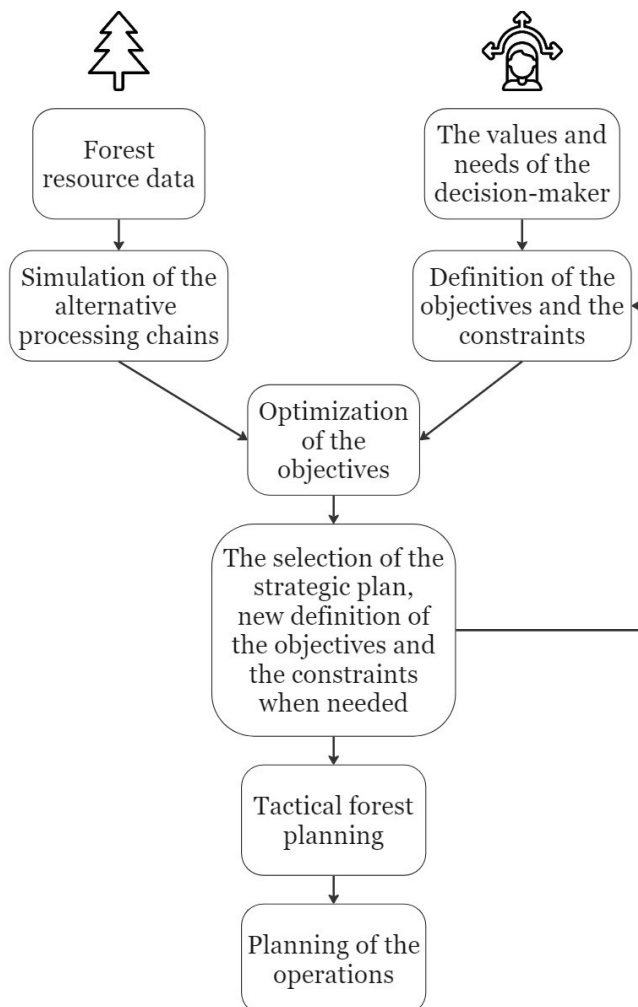 Forest
resource data
The values and
needs of the
decision-maker
Simulation of the
alternative
processing chains
Definition of the
objectives and the
constraints
Optimization
of the
objectives
The selection of the
strategic plan,
new definition of
the objectives and
the constraints
when needed
Tactical forest
planning
Planning of the
operations